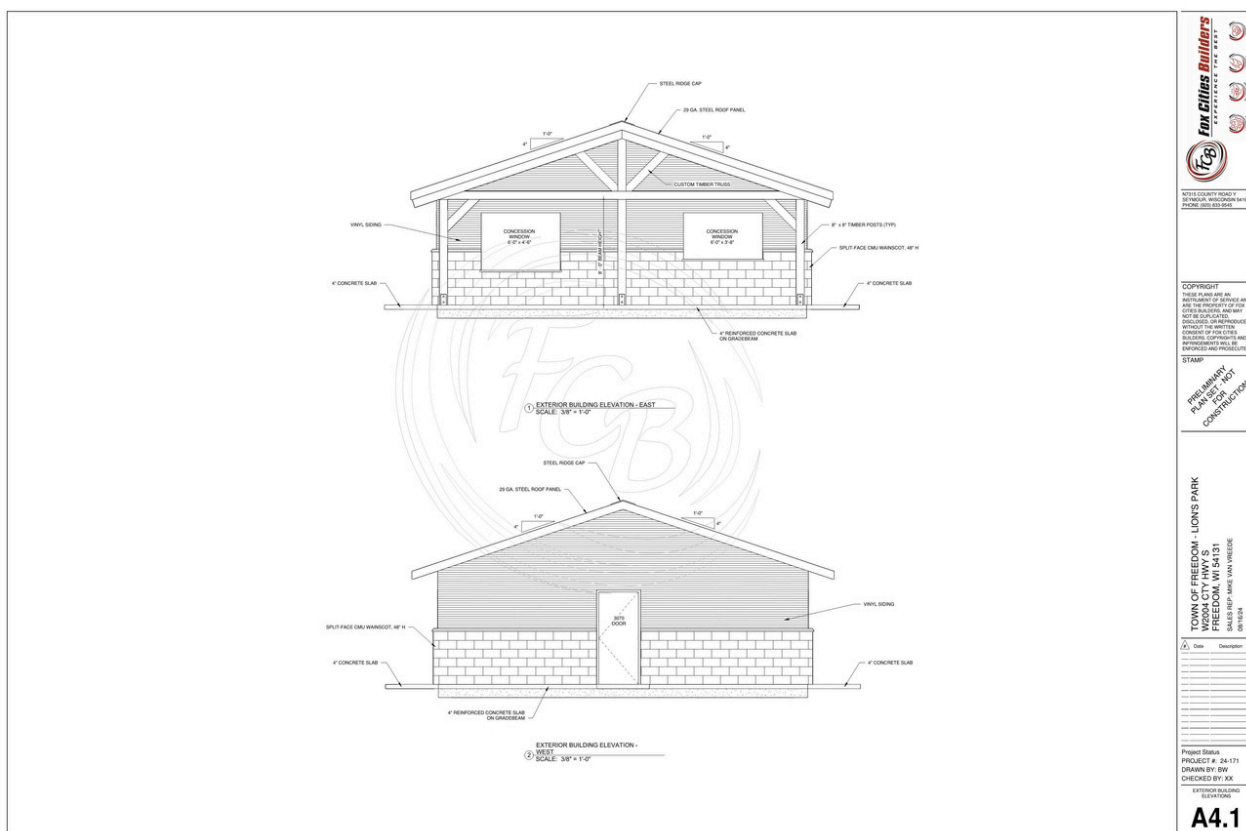 STEEL RIDGE CAP
29 GA. STEEL ROOF PANEL
1'-0"
4"
1'-0"
4"
CUSTOM TIMBER TRUSS
VINYL SIDING
CONCESSION
WINDOW
6'-0" x 4'-6"
8'-0" BEAM HEIGHT
CONCESSION
WINDOW
6'-0" x 3'-8"
8" x 8" TIMBER POSTS (TYP)
SPLIT-FACE CMU WAINSCOT, 48" H
4" CONCRETE SLAB
4" CONCRETE SLAB
4" REINFORCED CONCRETE SLAB
ON GRADEBEAM
FCB
1 EXTERIOR BUILDING ELEVATION - EAST
SCALE: 3/8" = 1'-0"
STEEL RIDGE CAP
29 GA. STEEL ROOF PANEL
1'-0"
4"
1'-0"
4"
3070
DOOR
VINYL SIDING
SPLIT-FACE CMU WAINSCOT, 48" H
4" CONCRETE SLAB
4" CONCRETE SLAB
4" REINFORCED CONCRETE SLAB
ON GRADEBEAM
2 EXTERIOR BUILDING ELEVATION -
WEST
SCALE: 3/8" = 1'-0"
Fox Cities Builders
EXPERIENCE THE BEST
FCB
COUNTY ROAD Y
SEYMOUR, WISCONSIN
PHONE (920) 833-9545
COPYRIGHT
THESE PLANS ARE AN
INSTRUMENT OF SERVICE AN
ARE THE PROPERTY OF FOX
CITIES BUILDERS, AND MAY
NOT BE DUPLICATED,
DISCLOSED, OR REPRODUCE
WITHOUT THE WRITTEN
CONSENT OF FOX CITIES
BUILDERS. COPYRIGHTS AND
INFRINGEMENTS WILL BE
ENFORCED AND PROSECUTE
STAMP
PRELIMINARY
PLAN SET - NOT
FOR
CONSTRUCTION
TOWN OF FREEDOM - LION'S PARK
W2004 CTY HWY S
FREEDOM, WI 54131
SALES REP: MIKE VAN VREEDE
08/16/24
# Date Description
Project Status
PROJECT #: 24-171
DRAWN BY: BW
CHECKED BY: XX
EXTERIOR BUILDING
ELEVATIONS
A4.1